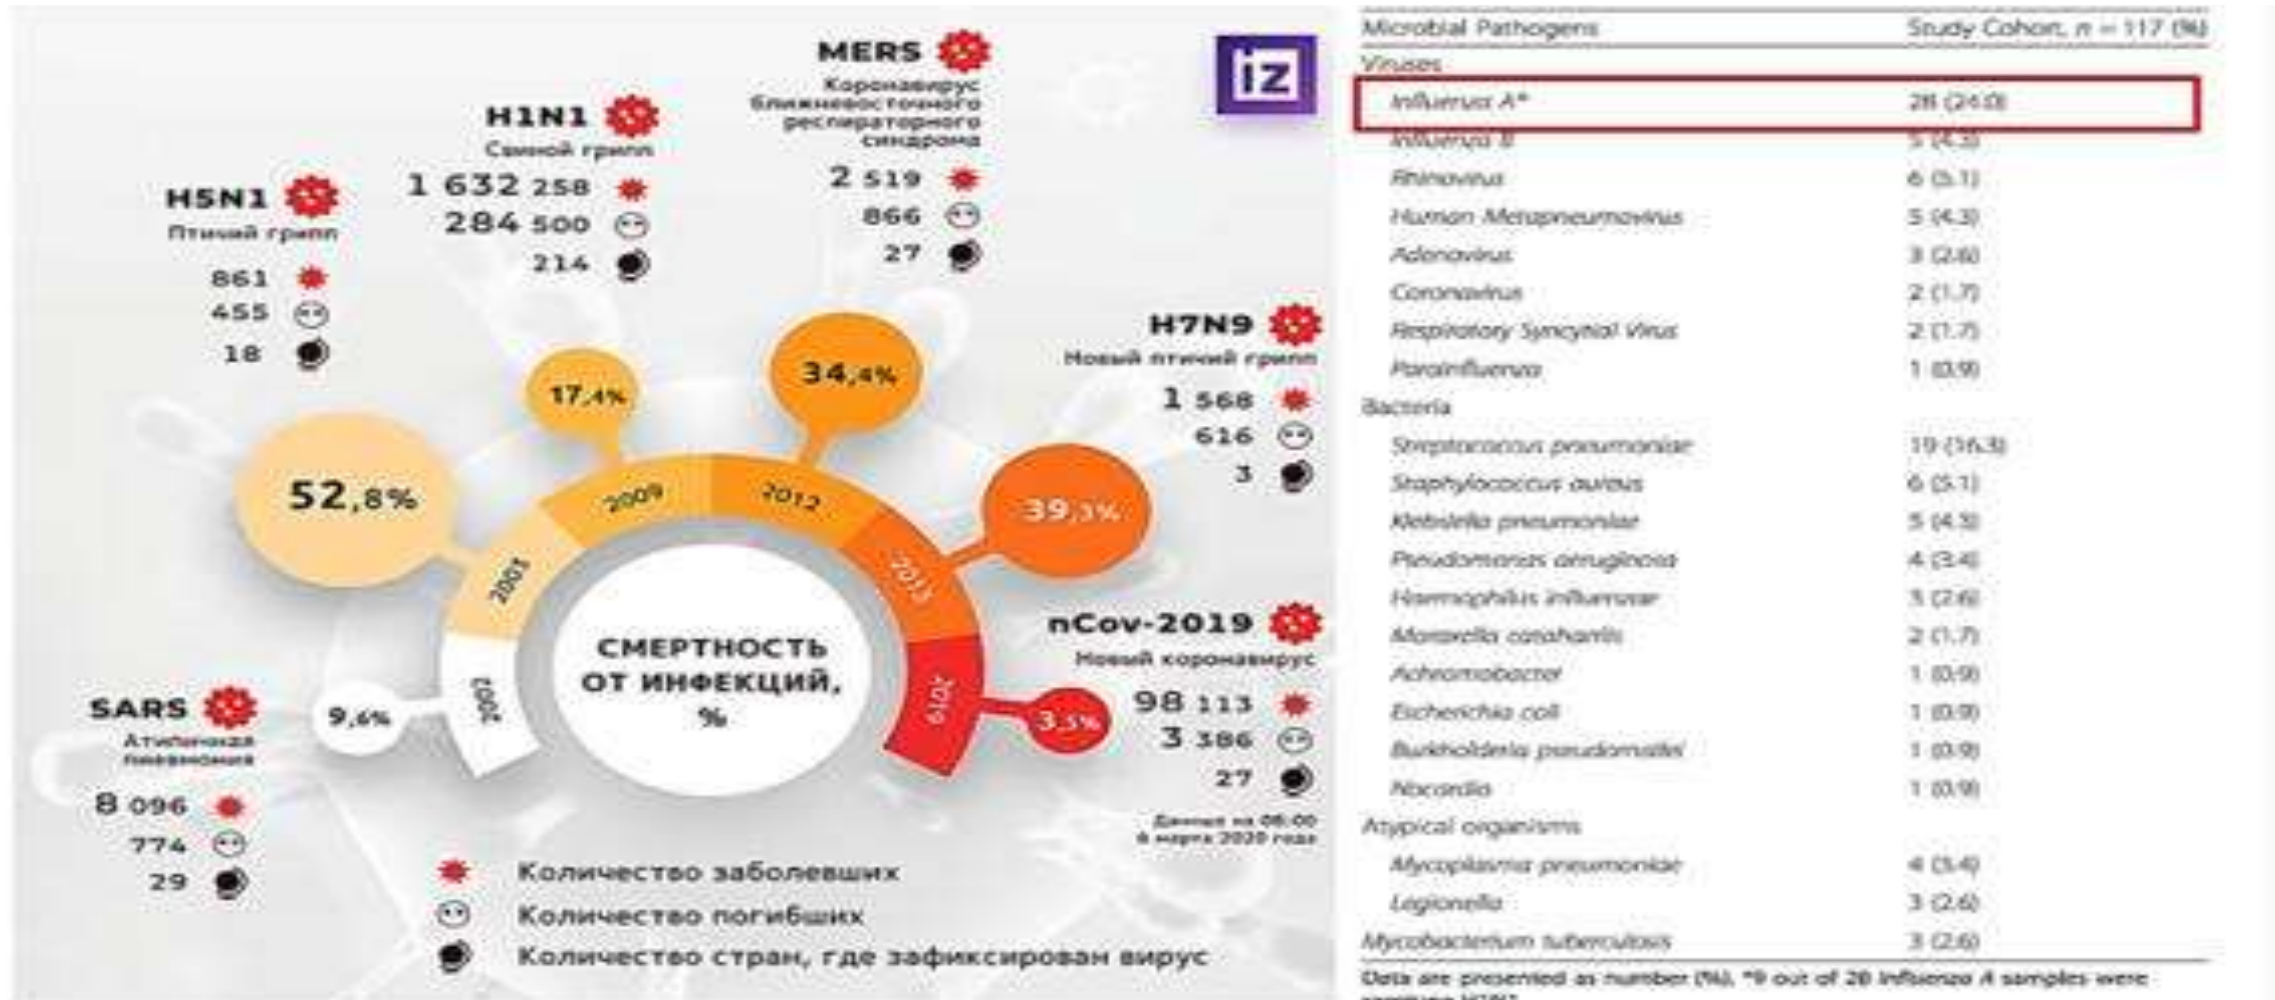 MERS
Коронавирус
ближневосточного
респираторного
синдрома
2 519
866
27
iz
H1N1
Свиной грипп
1 632 258
284 500
214
H5N1
Птичий грипп
861
455
18
H7N9
Новый птичий грипп
1 568
616
3
52,8%
17,4%
34,4%
39,3%
2003
2009
2012
2013
2002
2019
СМЕРТНОСТЬ
ОТ ИНФЕКЦИЙ,
%
nCov-2019
Новый коронавирус
98 113
3 386
27
3,5%
Данные на 06:00
6 марта 2020 года
SARS
Атипичная
пневмония
8 096
774
29
9,6%
Количество заболевших
Количество погибших
Количество стран, где зафиксирован вирус
Microbial Pathogens Study Cohort, n = 117 (%)
Viruses
Influenza A* 28 (24.0)
Influenza B 5 (4.3)
Rhinovirus 6 (5.1)
Human Metapneumovirus 5 (4.3)
Adenovirus 3 (2.6)
Coronavirus 2 (1.7)
Respiratory Syncytial Virus 2 (1.7)
Parainfluenza 1 (0.9)
Bacteria
Streptococcus pneumoniae 19 (16.3)
Staphylococcus aureus 6 (5.1)
Klebsiella pneumoniae 5 (4.3)
Pseudomonas aeruginosa 4 (3.4)
Haemophilus influenzae 3 (2.6)
Moraxella catarrhalis 2 (1.7)
Achromobacter 1 (0.9)
Escherichia coli 1 (0.9)
Burkholderia pseudomallei 1 (0.9)
Nocardia 1 (0.9)
Atypical organisms
Mycoplasma pneumoniae 4 (3.4)
Legionella 3 (2.6)
Mycobacterium tuberculosis 3 (2.6)
Data are presented as number (%). *9 out of 28 Influenza A samples were